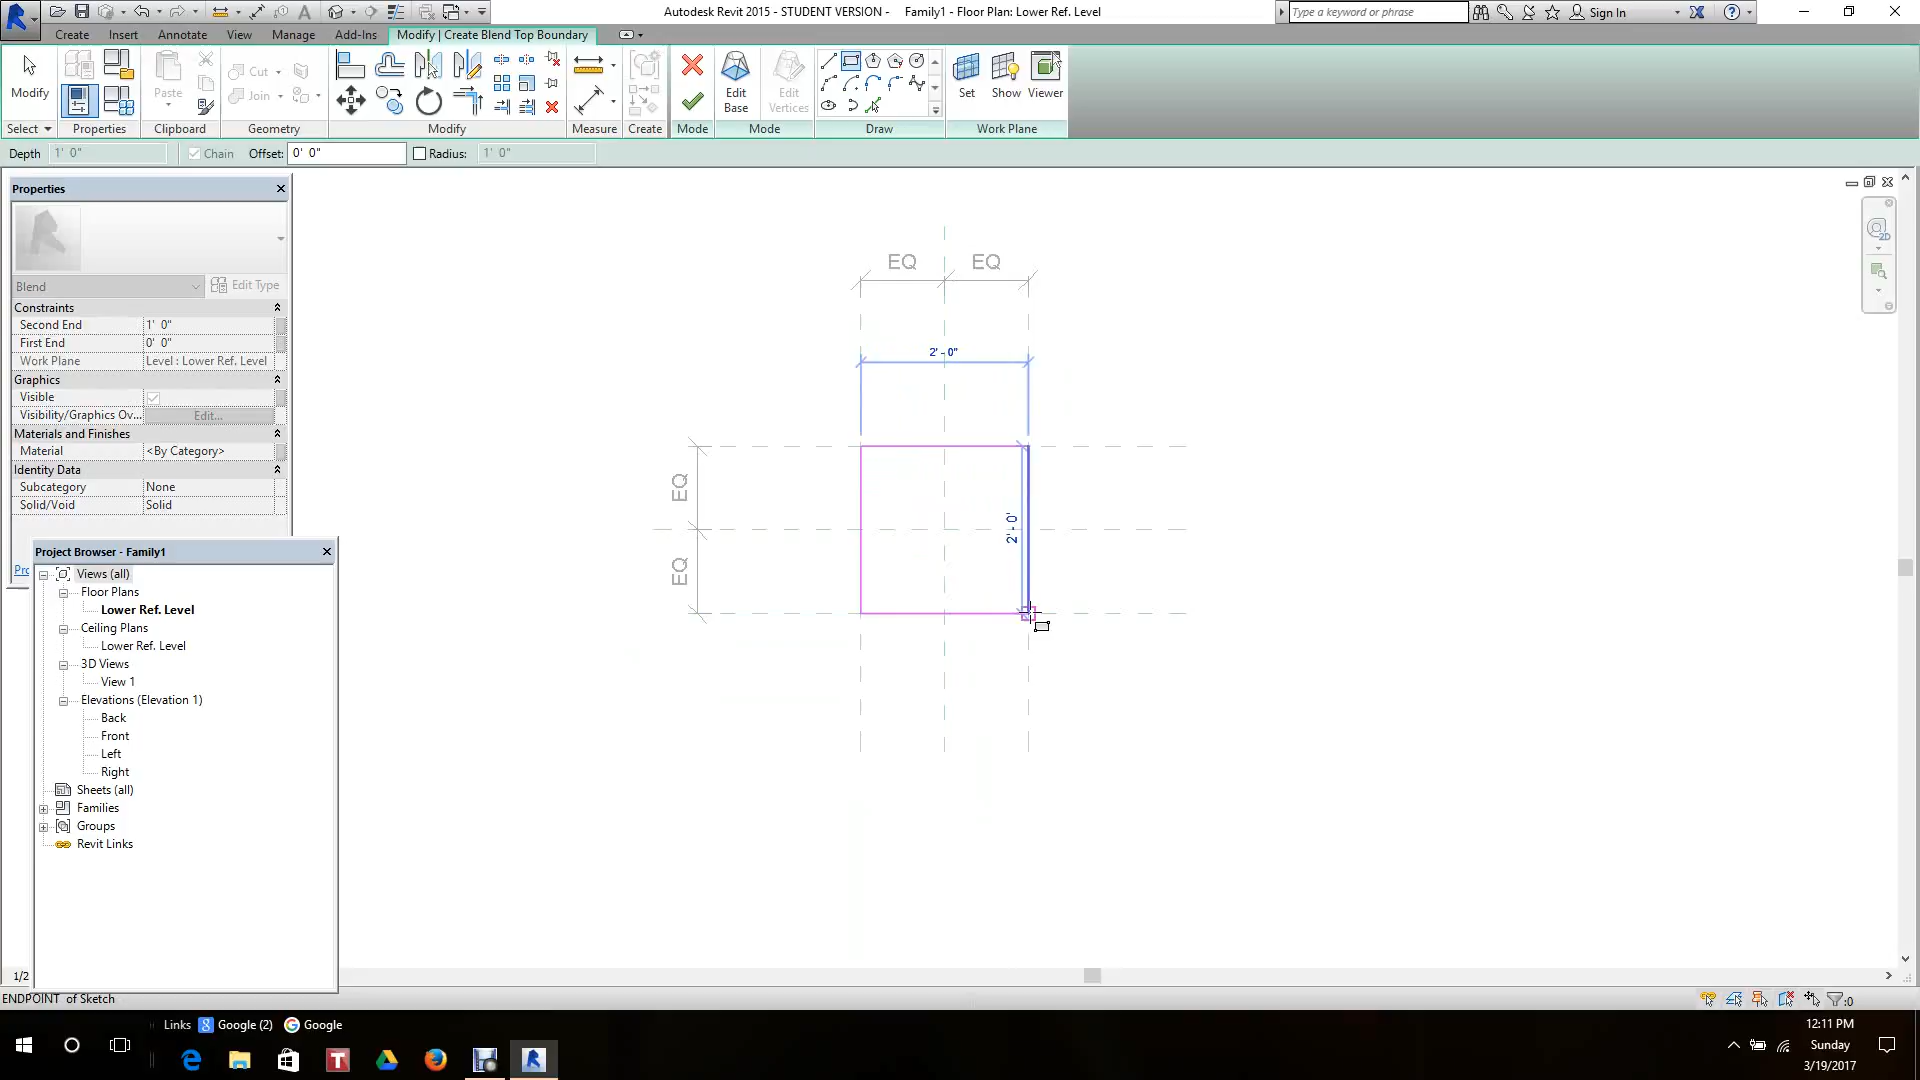 Autodesk Revit 2015 - STUDENT VERSION - Family1 - Floor Plan: Lower Ref. Level
Type a keyword or phrase
Sign In
Create Insert Annotate View Manage Add-Ins Modify | Create Blend Top Boundary
Modify
Paste
Cut
Join
Edit Base
Edit Vertices
Set
Show
Viewer
Select Properties Clipboard Geometry Modify Measure Create Mode Mode Draw Work Plane
Depth 1' 0" Chain Offset: 0' 0" Radius: 1' 0"
Properties
Blend
Edit Type
Constraints
Second End 1' 0"
First End 0' 0"
Work Plane Level : Lower Ref. Level
Graphics
Visible
Visibility/Graphics Ov... Edit...
Materials and Finishes
Material <By Category>
Identity Data
Subcategory None
Solid/Void Solid
Project Browser - Family1
Views (all)
Floor Plans
Lower Ref. Level
Ceiling Plans
Lower Ref. Level
3D Views
View 1
Elevations (Elevation 1)
Back
Front
Left
Right
Sheets (all)
Families
Groups
Revit Links
EQ EQ
2' - 0"
EQ
2' - 0"
EQ
1/2
ENDPOINT of Sketch
:0
Links Google (2) Google
12:11 PM
Sunday
3/19/2017